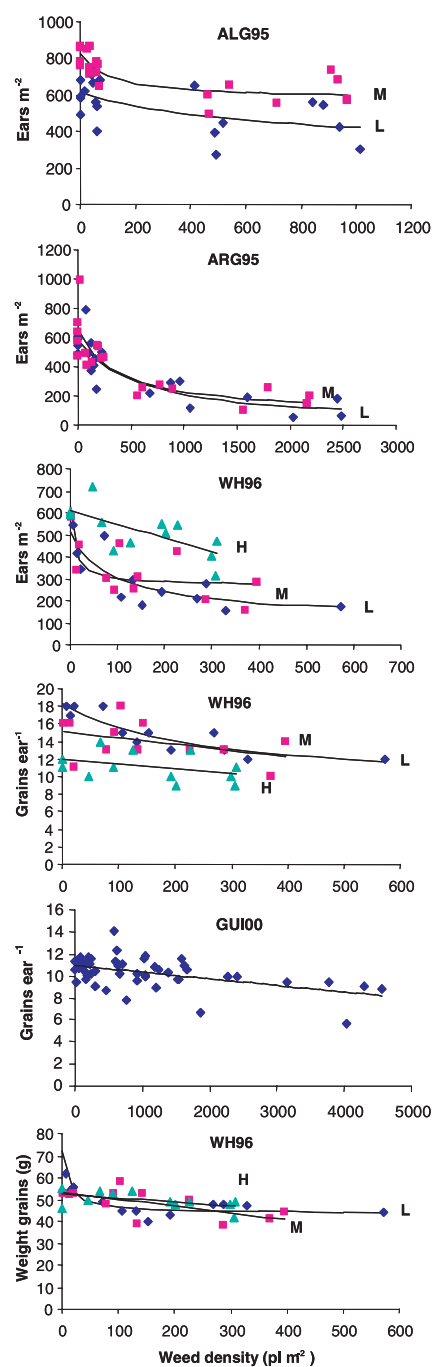 ALG95
Ears m⁻²
1000
800
600
400
200
0
M
L
0 200 400 600 800 1000 1200
ARG95
Ears m⁻²
1200
1000
800
600
400
200
0
M
L
0 500 1000 1500 2000 2500 3000
WH96
Ears m⁻²
800
700
600
500
400
300
200
100
0
H
M
L
0 100 200 300 400 500 600 700
WH96
Grains ear⁻¹
20
18
16
14
12
10
8
6
4
2
0
M
L
H
0 100 200 300 400 500 600
GUI00
Grains ear⁻¹
16
14
12
10
8
6
4
2
0
0 1000 2000 3000 4000 5000
WH96
Weight grains (g)
80
70
60
50
40
30
20
10
0
H
L
M
0 100 200 300 400 500 600
Weed density (pl m⁻²)